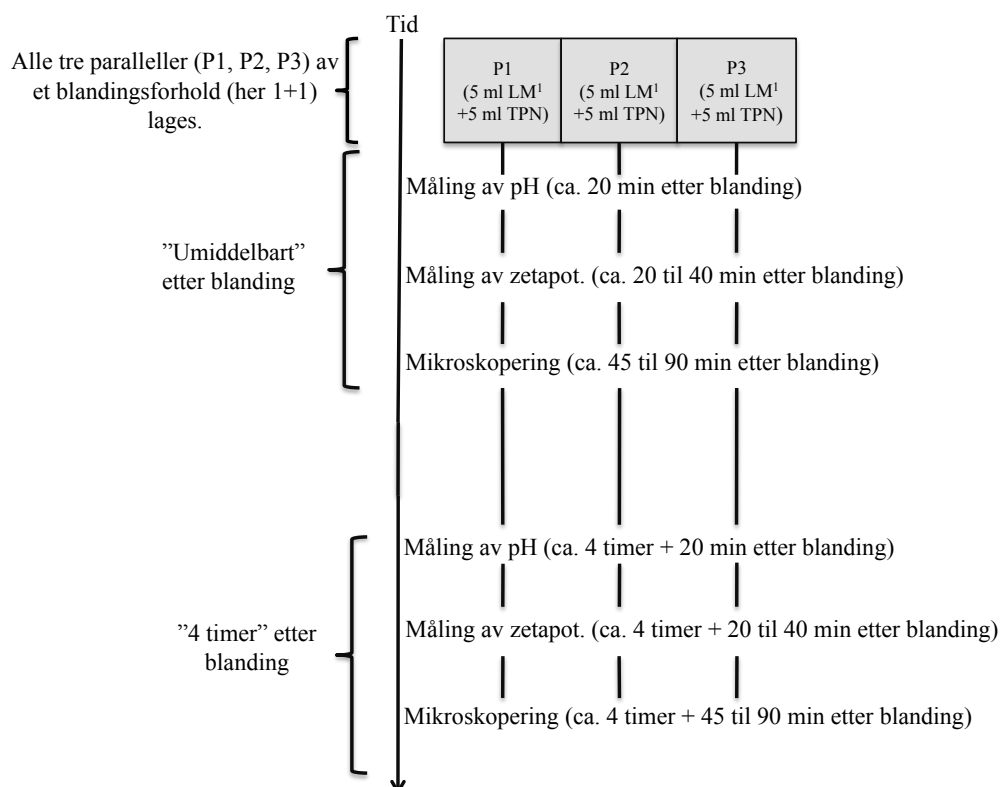 Tid
Alle tre paralleller (P1, P2, P3) av
et blandingsforhold (her 1+1)
lages.
P1
(5 ml LM¹
+5 ml TPN)
P2
(5 ml LM¹
+5 ml TPN)
P3
(5 ml LM¹
+5 ml TPN)
”Umiddelbart”
etter blanding
Måling av pH (ca. 20 min etter blanding)
Måling av zetapot. (ca. 20 til 40 min etter blanding)
Mikroskopering (ca. 45 til 90 min etter blanding)
”4 timer” etter
blanding
Måling av pH (ca. 4 timer + 20 min etter blanding)
Måling av zetapot. (ca. 4 timer + 20 til 40 min etter blanding)
Mikroskopering (ca. 4 timer + 45 til 90 min etter blanding)